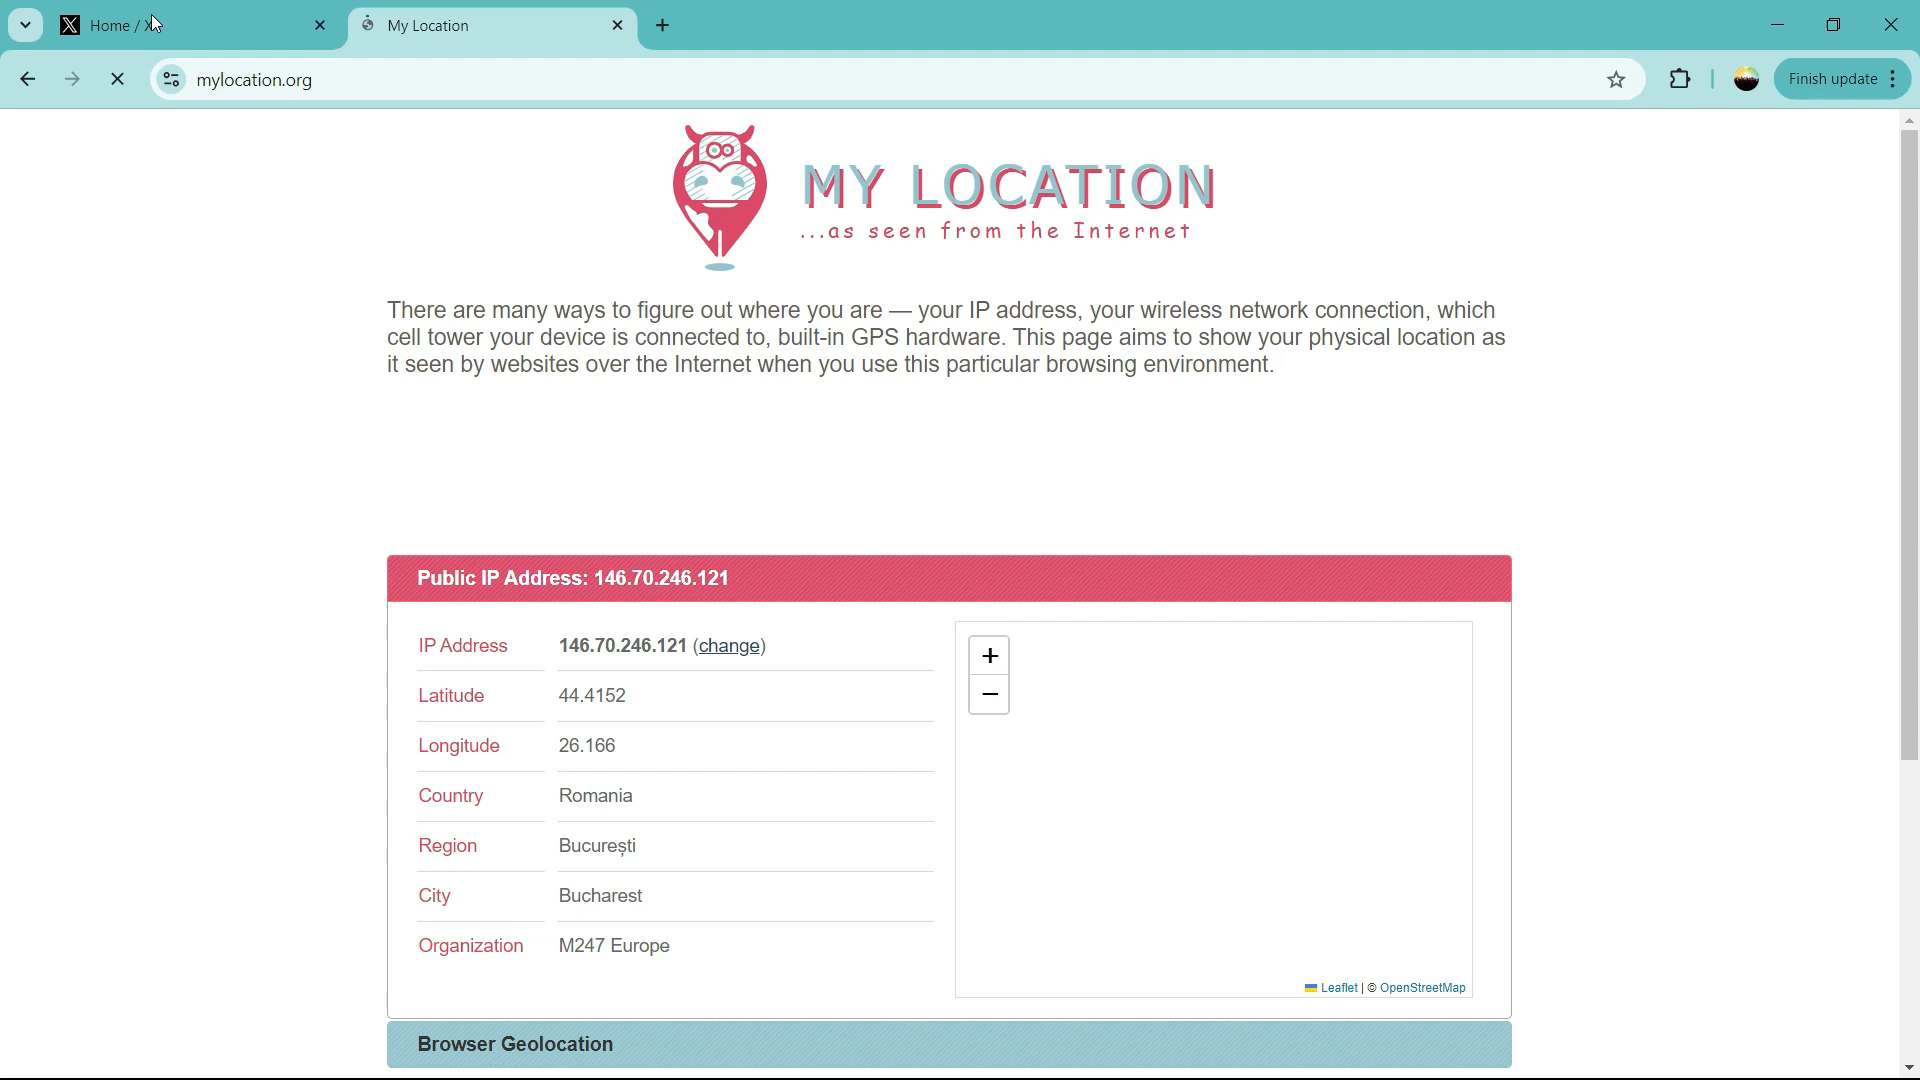 Home / X
My Location
mylocation.org
Finish update
MY LOCATION
...as seen from the Internet
There are many ways to figure out where you are — your IP address, your wireless network connection, which
cell tower your device is connected to, built-in GPS hardware. This page aims to show your physical location as
it seen by websites over the Internet when you use this particular browsing environment.
Public IP Address: 146.70.246.121
IP Address 146.70.246.121 (change)
Latitude 44.4152
Longitude 26.166
Country Romania
Region București
City Bucharest
Organization M247 Europe
+
−
Leaflet | © OpenStreetMap
Browser Geolocation